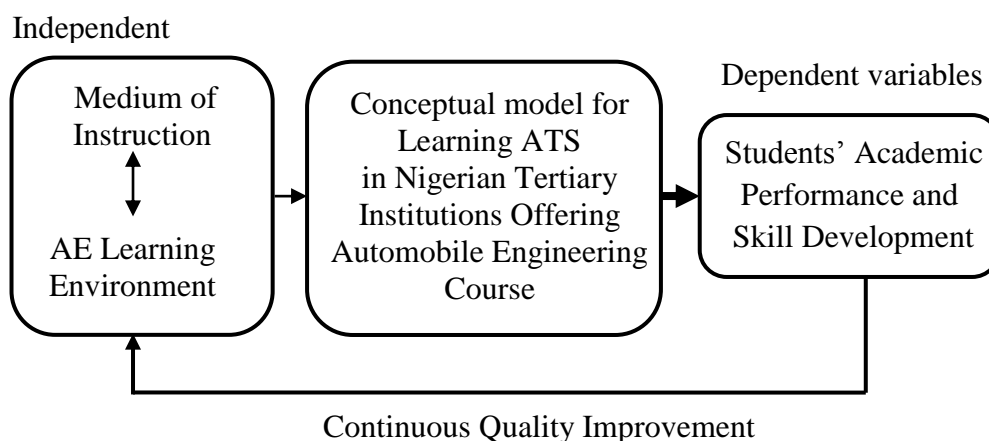 Independent
Medium of
Instruction
AE Learning
Environment
Conceptual model for
Learning ATS
in Nigerian Tertiary
Institutions Offering
Automobile Engineering
Course
Dependent variables
Students’ Academic
Performance and
Skill Development
Continuous Quality Improvement